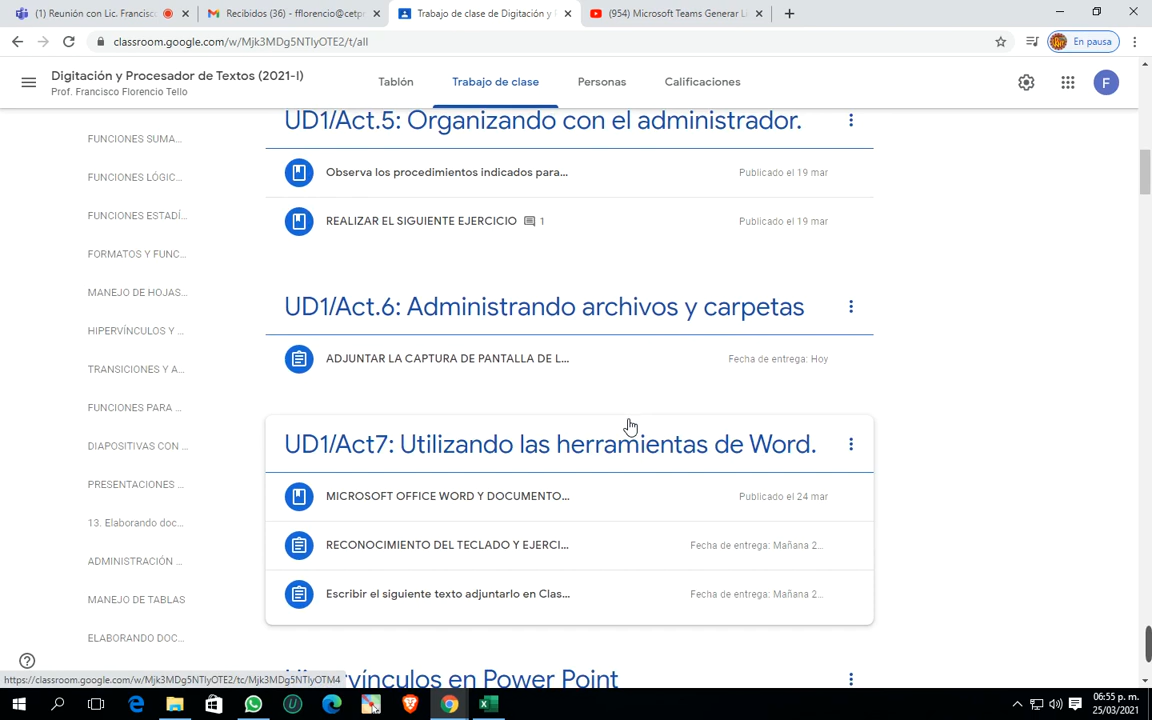 (1) Reunión con Lic. Francisc
Recibidos (36) - fflorencio@cetpr
Trabajo de clase de Digitación y
(954) Microsoft Teams Generar Li
classroom.google.com/w/Mjk3MDg5NTIyOTE2/t/all
En pausa
Digitación y Procesador de Textos (2021-I)
Prof. Francisco Florencio Tello
Tablón
Trabajo de clase
Personas
Calificaciones
F
FUNCIONES SUMA...
FUNCIONES LÓGIC...
FUNCIONES ESTADÍ...
FORMATOS Y FUNC...
MANEJO DE HOJAS...
HIPERVÍNCULOS Y ...
TRANSICIONES Y A...
FUNCIONES PARA ...
DIAPOSITIVAS CON ...
PRESENTACIONES ...
13. Elaborando doc...
ADMINISTRACIÓN ...
MANEJO DE TABLAS
ELABORANDO DOC...
UD1/Act.5: Organizando con el administrador.
Observa los procedimientos indicados para...
Publicado el 19 mar
REALIZAR EL SIGUIENTE EJERCICIO
1
Publicado el 19 mar
UD1/Act.6: Administrando archivos y carpetas
ADJUNTAR LA CAPTURA DE PANTALLA DE L...
Fecha de entrega: Hoy
UD1/Act7: Utilizando las herramientas de Word.
MICROSOFT OFFICE WORD Y DOCUMENTO...
Publicado el 24 mar
RECONOCIMIENTO DEL TECLADO Y EJERCI...
Fecha de entrega: Mañana 2...
Escribir el siguiente texto adjuntarlo en Clas...
Fecha de entrega: Mañana 2...
Hipervínculos en Power Point
https://classroom.google.com/w/Mjk3MDg5NTIyOTE2/tc/Mjk3MDg5NTIyOTM4
06:55 p.m.
25/03/2021